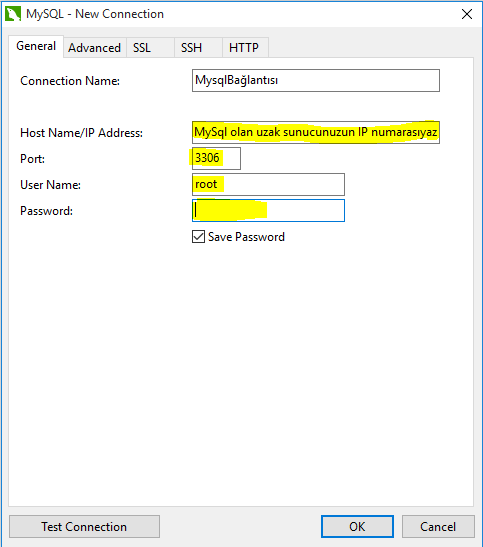 MySQL - New Connection
General Advanced SSL SSH HTTP
Connection Name: MysqlBağlantısı
Host Name/IP Address: MySql olan uzak sunucunuzun IP numarasıyaz
Port: 3306
User Name: root
Password:
Save Password
Test Connection OK Cancel